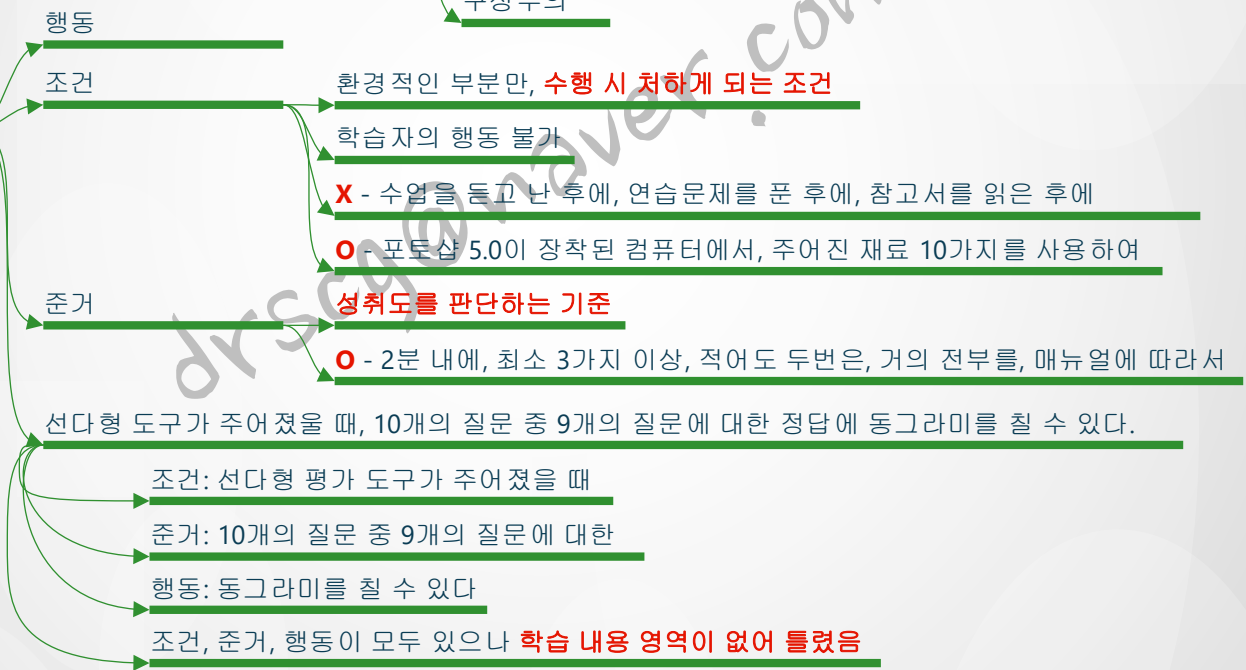 구성주의
행동
조건
환경적인 부분만, 수행 시 처하게 되는 조건
학습자의 행동 불가
X - 수업을 듣고 난 후에, 연습문제를 푼 후에, 참고서를 읽은 후에
O - 포토샵 5.0이 장착된 컴퓨터에서, 주어진 재료 10가지를 사용하여
준거
성취도를 판단하는 기준
O - 2분 내에, 최소 3가지 이상, 적어도 두번은, 거의 전부를, 매뉴얼에 따라서
선다형 도구가 주어졌울 때, 10개의 질문 중 9개의 질문에 대한 정답에 동그라미를 칠 수 있다.
조건: 선다형 평가 도구가 주어졌을 때
준거: 10개의 질문 중 9개의 질문에 대한
행동: 동그라미를 칠 수 있다
조건, 준거, 행동이 모두 있으나 학습 내용 영역이 없어 틀렸음
drscg@naver.com